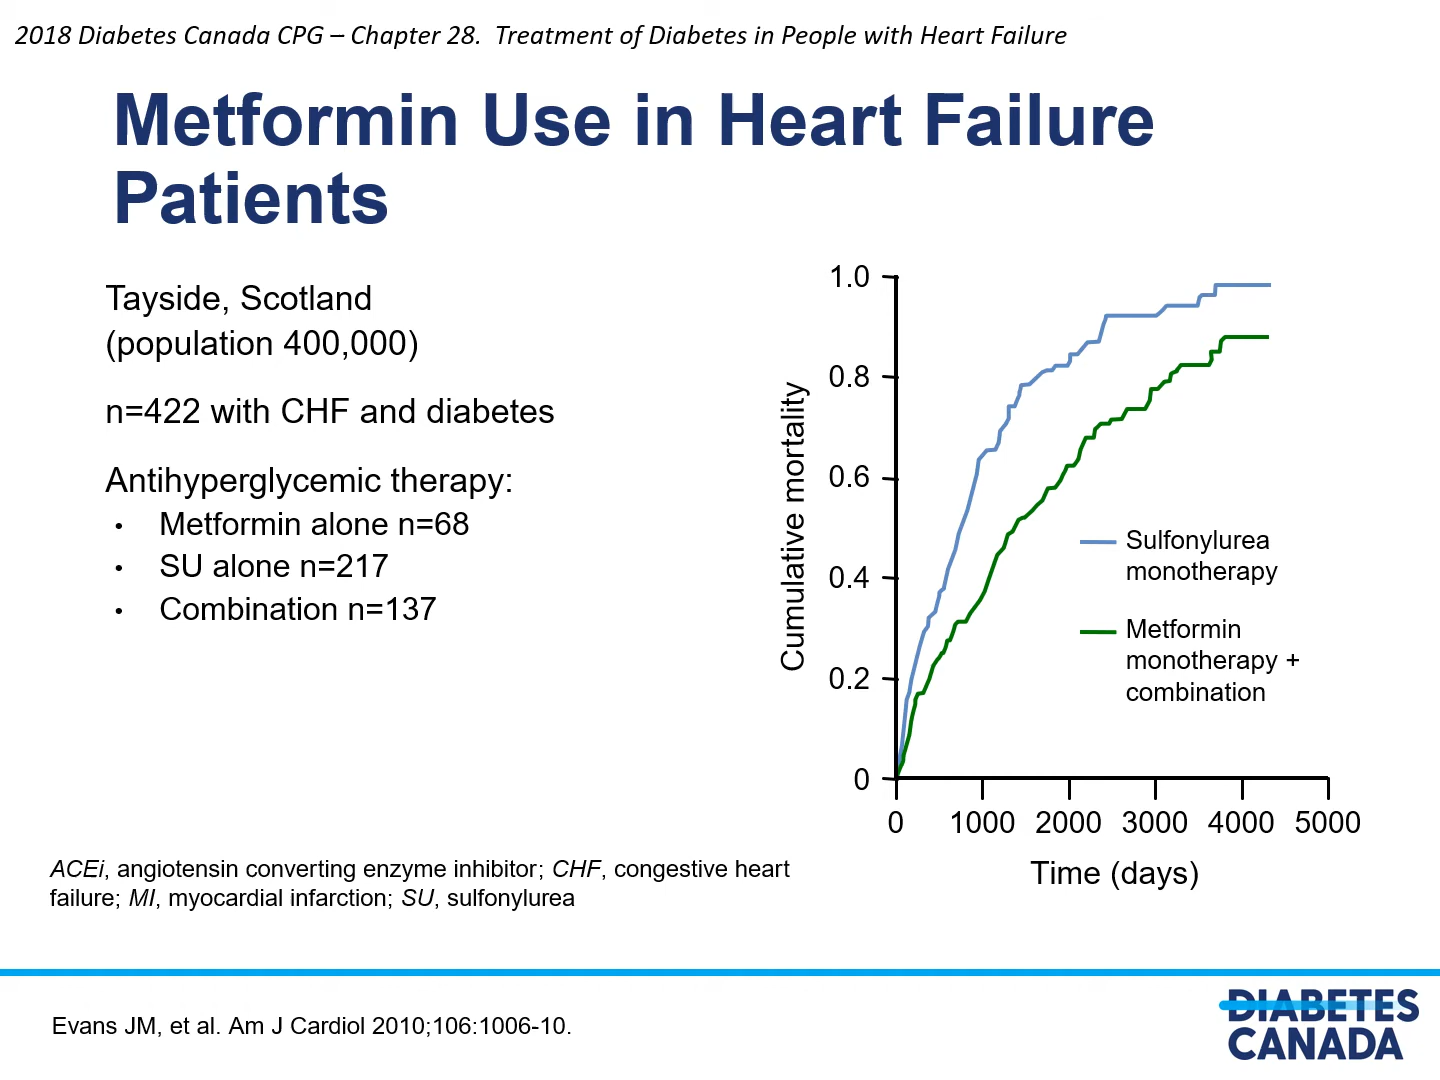 2018 Diabetes Canada CPG – Chapter 28.  Treatment of Diabetes in People with Heart Failure
Metformin Use in Heart Failure
Patients
Tayside, Scotland
(population 400,000)
n=422 with CHF and diabetes
Antihyperglycemic therapy:
• Metformin alone n=68
• SU alone n=217
• Combination n=137
Cumulative mortality
1.0
0.8
0.6
0.4
0.2
0
0 1000 2000 3000 4000 5000
Time (days)
Sulfonylurea
monotherapy
Metformin
monotherapy +
combination
ACEi, angiotensin converting enzyme inhibitor; CHF, congestive heart
failure; MI, myocardial infarction; SU, sulfonylurea
Evans JM, et al. Am J Cardiol 2010;106:1006-10.
DIABETES
CANADA